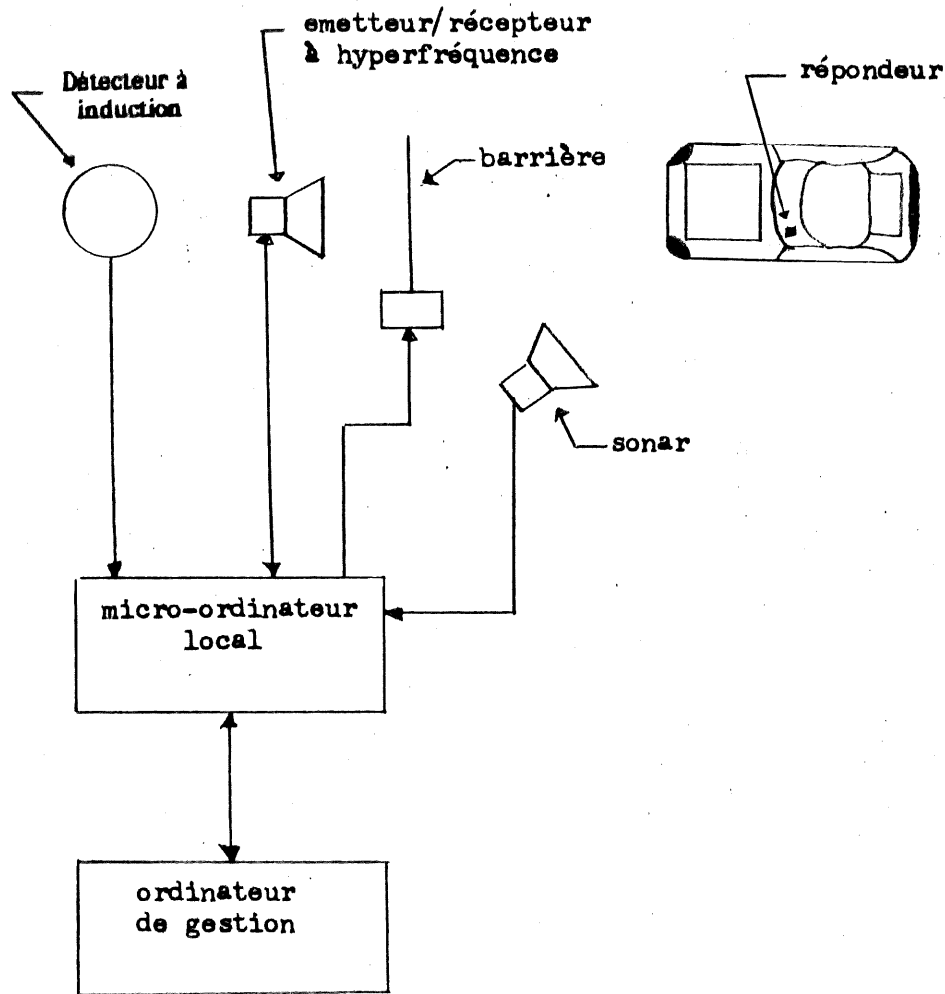 emetteur/récepteur
à hyperfréquence
répondeur
Détecteur à
induction
barrière
sonar
micro-ordinateur
local
ordinateur
de gestion